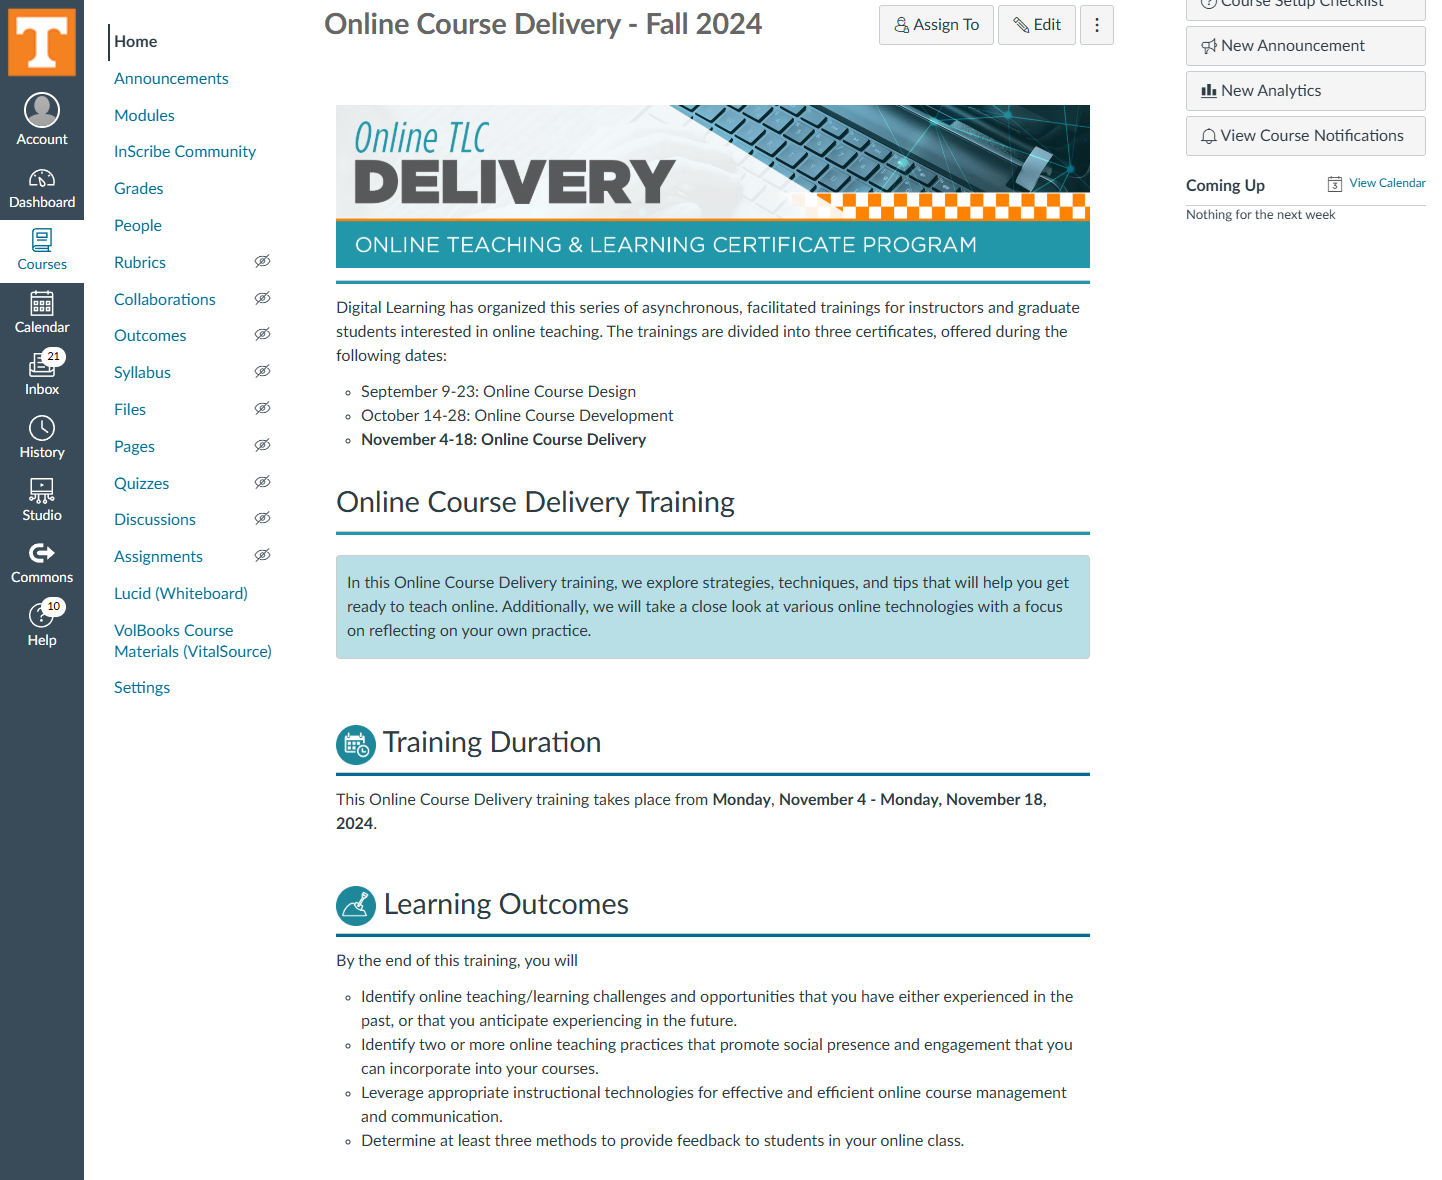 T
Account
Dashboard
Courses
Calendar
21
Inbox
History
Studio
Commons
10
Help
Home
Announcements
Modules
InScribe Community
Grades
People
Rubrics
Collaborations
Outcomes
Syllabus
Files
Pages
Quizzes
Discussions
Assignments
Lucid (Whiteboard)
VolBooks Course
Materials (VitalSource)
Settings
Online Course Delivery - Fall 2024
Assign To
Edit
Online TLC
DELIVERY
ONLINE TEACHING & LEARNING CERTIFICATE PROGRAM
Digital Learning has organized this series of asynchronous, facilitated trainings for instructors and graduate
students interested in online teaching. The trainings are divided into three certificates, offered during the
following dates:
September 9-23: Online Course Design
October 14-28: Online Course Development
November 4-18: Online Course Delivery
Online Course Delivery Training
In this Online Course Delivery training, we explore strategies, techniques, and tips that will help you get
ready to teach online. Additionally, we will take a close look at various online technologies with a focus
on reflecting on your own practice.
Training Duration
This Online Course Delivery training takes place from Monday, November 4 - Monday, November 18,
2024.
Learning Outcomes
By the end of this training, you will
Identify online teaching/learning challenges and opportunities that you have either experienced in the
past, or that you anticipate experiencing in the future.
Identify two or more online teaching practices that promote social presence and engagement that you
can incorporate into your courses.
Leverage appropriate instructional technologies for effective and efficient online course management
and communication.
Determine at least three methods to provide feedback to students in your online class.
Course Setup Checklist
New Announcement
New Analytics
View Course Notifications
Coming Up
3
View Calendar
Nothing for the next week